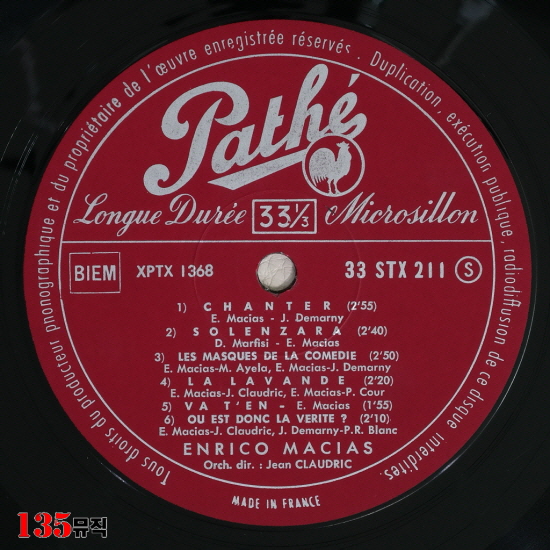 Tous droits du producteur phonographique et du propriétaire de l'œuvre enregistrée réservés. Duplication, exécution publique, radiodiffusion de ce disque interdites.
Pathé
Longue Durée 33 1/3 Microsillon
BIEM XPTX 1368 33 STX 211 S
1) CHANTER (2'55)
E. Macias - J. Demarny
2) SOLENZARA (2'40)
D. Marfisi - E. Macias
3) LES MASQUES DE LA COMEDIE (2'50)
E. Macias-M. Ayela, E. Macias-J. Demarny
4) LA LAVANDE (2'20)
E. Macias-J. Claudric, E. Macias-P. Cour
5) VA T'EN - E. Macias (1'55)
6) OU EST DONC LA VERITE ? (2'10)
E. Macias-J. Claudric, J. Demarny-P.R. Blanc
ENRICO MACIAS
Orch. dir. : Jean CLAUDRIC
MADE IN FRANCE
135뮤직